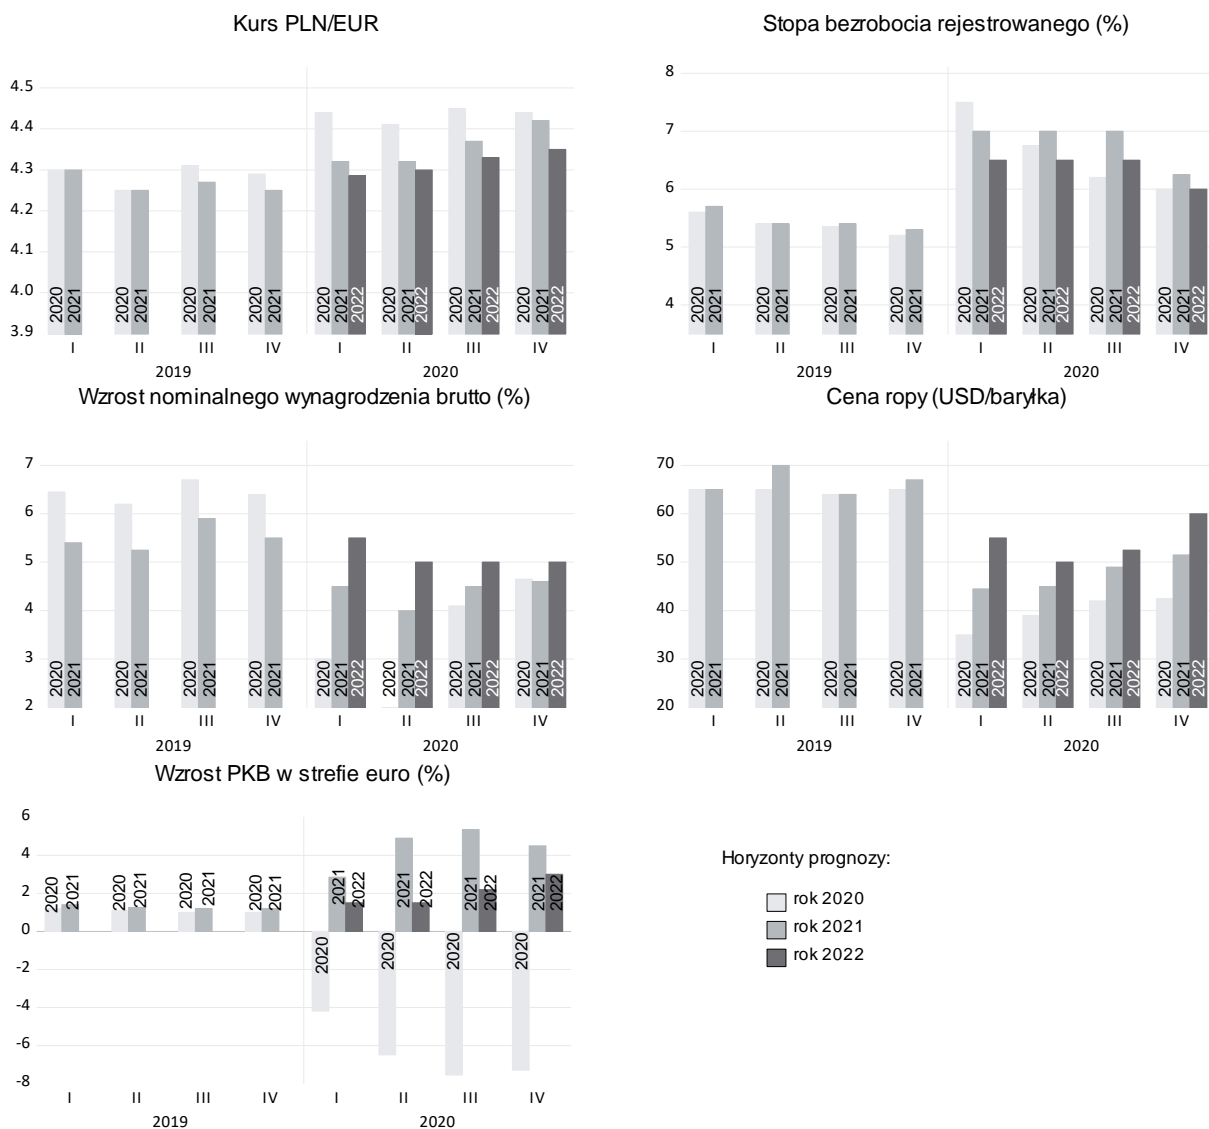 Kurs PLN/EUR
4.5
4.4
4.3
4.2
4.1
4.0
3.9
2020 2021 2020 2021 2020 2021 2020 2021 2020 2021 2022 2020 2021 2022 2020 2021 2022 2020 2021 2022
I II III IV I II III IV
2019 2020
Stopa bezrobocia rejestrowanego (%)
8
7
6
5
4
2020 2021 2020 2021 2020 2021 2020 2021 2020 2021 2022 2020 2021 2022 2020 2021 2022 2020 2021 2022
I II III IV I II III IV
2019 2020
Wzrost nominalnego wynagrodzenia brutto (%)
7
6
5
4
3
2
2020 2021 2020 2021 2020 2021 2020 2021 2020 2021 2022 2020 2021 2022 2020 2021 2022 2020 2021 2022
I II III IV I II III IV
2019 2020
Cena ropy (USD/baryłka)
70
60
50
40
30
20
2020 2021 2020 2021 2020 2021 2020 2021 2020 2021 2022 2020 2021 2022 2020 2021 2022 2020 2021 2022
I II III IV I II III IV
2019 2020
Wzrost PKB w strefie euro (%)
6
4
2
0
-2
-4
-6
-8
2020 2021 2020 2021 2020 2021 2020 2021 2020 2021 2022 2020 2021 2022 2020 2021 2022 2020 2021 2022
I II III IV I II III IV
2019 2020
Horyzonty prognozy:
rok 2020
rok 2021
rok 2022